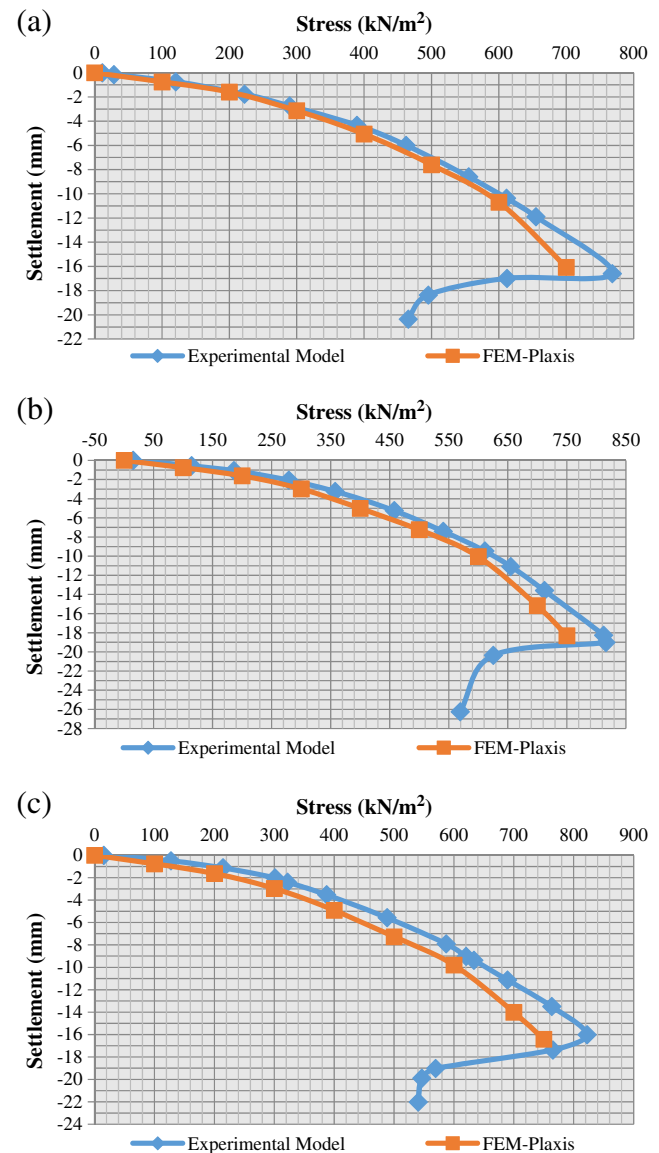 (a)
Stress (kN/m²)
0 100 200 300 400 500 600 700 800
Settlement (mm)
0
-2
-4
-6
-8
-10
-12
-14
-16
-18
-20
-22
Experimental Model FEM-Plaxis
(b)
Stress (kN/m²)
-50 50 150 250 350 450 550 650 750 850
Settlement (mm)
0
-2
-4
-6
-8
-10
-12
-14
-16
-18
-20
-22
-24
-26
-28
Experimental Model FEM-Plaxis
(c)
Stress (kN/m²)
0 100 200 300 400 500 600 700 800 900
Settlement (mm)
0
-2
-4
-6
-8
-10
-12
-14
-16
-18
-20
-22
-24
Experimental Model FEM-Plaxis